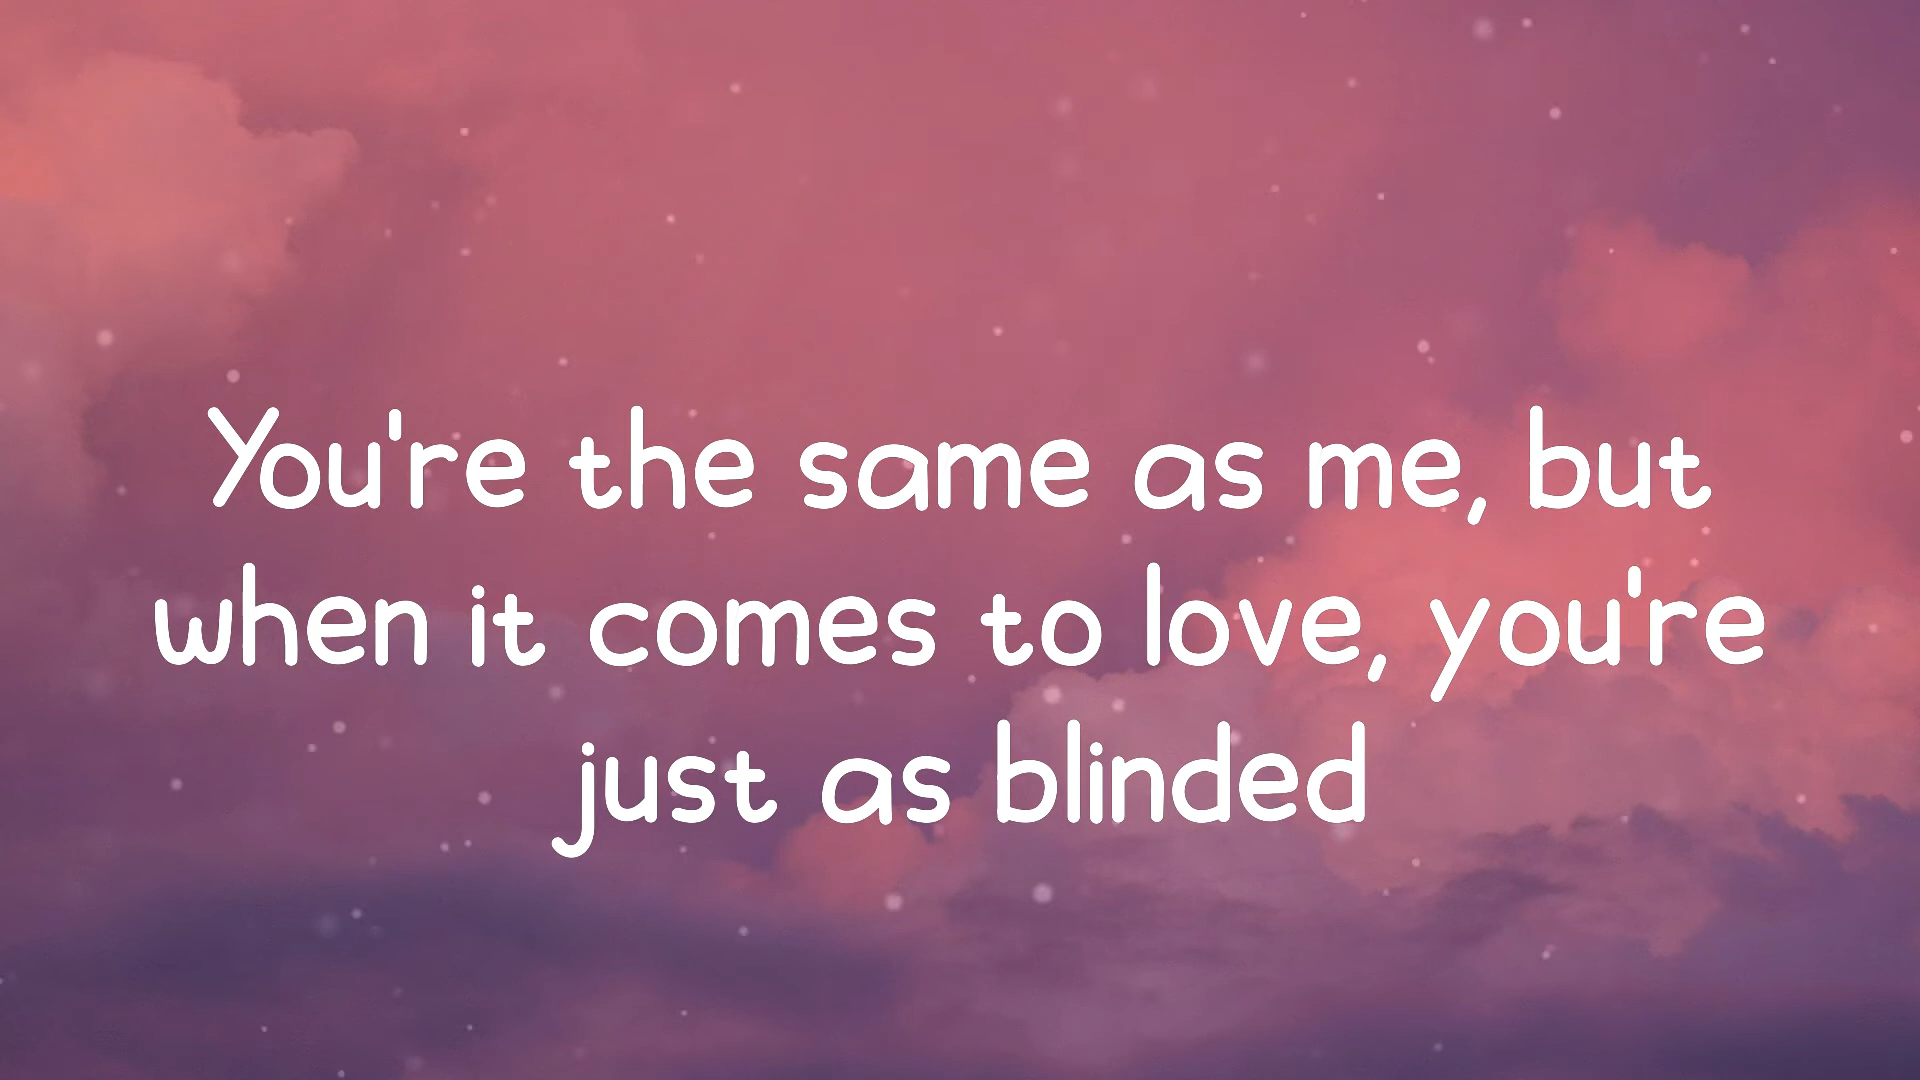 You're the same as me, but
when it comes to love, you're
just as blinded